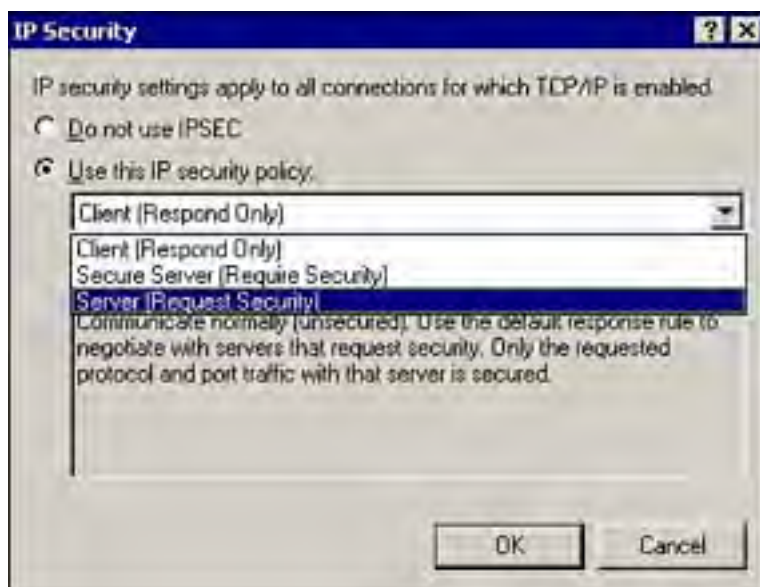 IP Security
IP security settings apply to all connections for which TCP/IP is enabled.
Do not use IPSEC
Use this IP security policy:
Client (Respond Only)
Client (Respond Only)
Secure Server (Require Security)
Server (Request Security)
Communicate normally (unsecured). Use the default response rule to
negotiate with servers that request security. Only the requested
protocol and port traffic with that server is secured.
OK Cancel